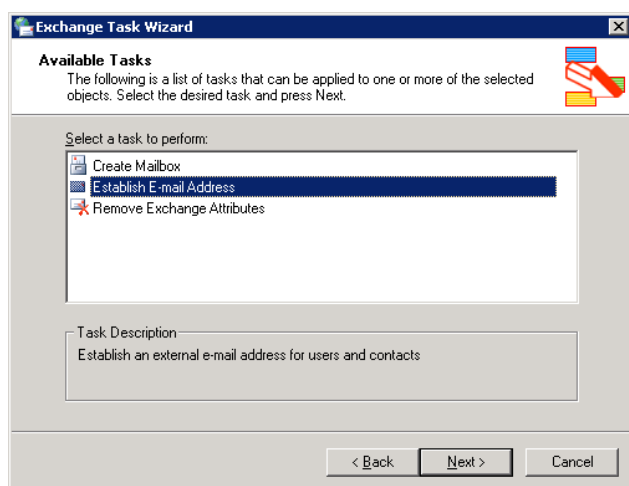 Exchange Task Wizard
Available Tasks
The following is a list of tasks that can be applied to one or more of the selected
objects. Select the desired task and press Next.
Select a task to perform:
Create Mailbox
Establish E-mail Address
Remove Exchange Attributes
Task Description
Establish an external e-mail address for users and contacts
< Back Next > Cancel